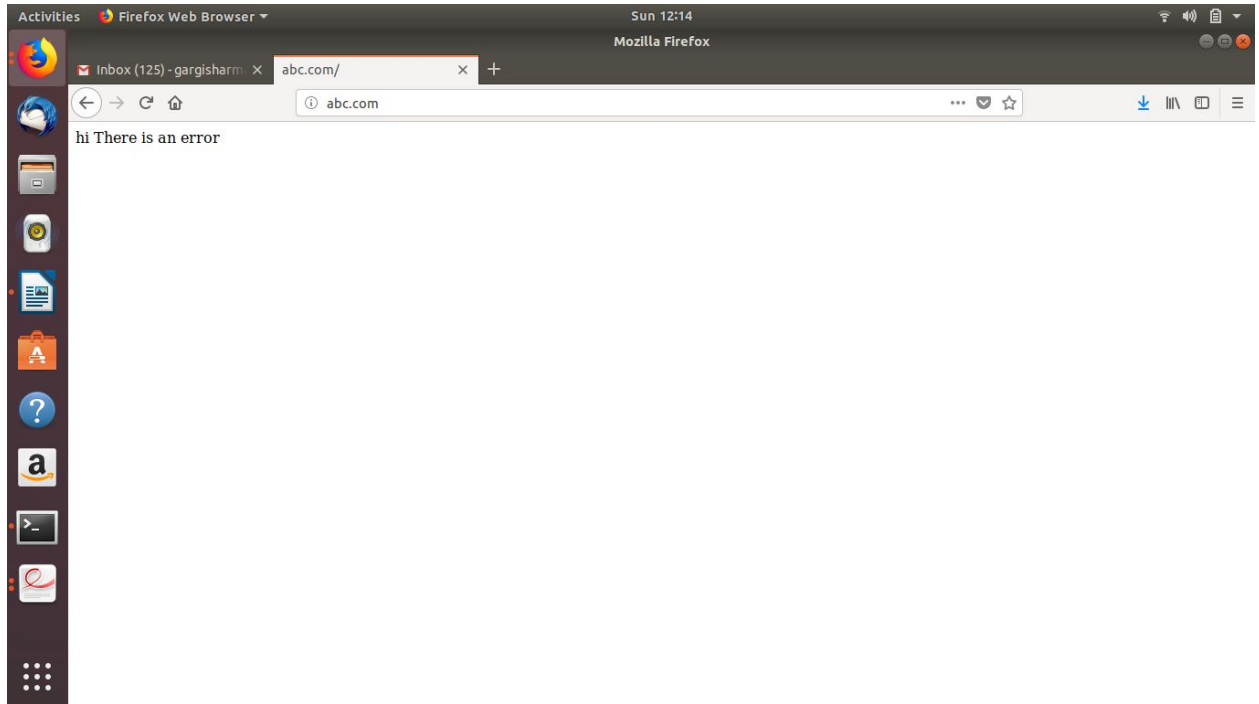 Activities Firefox Web Browser Sun 12:14
Mozilla Firefox
Inbox (125) - gargisharm abc.com/
abc.com
hi There is an error